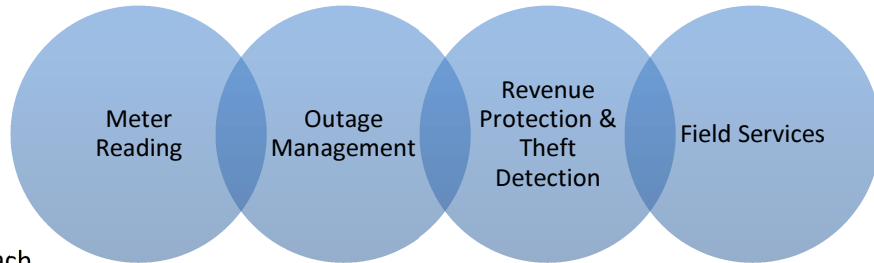 Meter
Reading
Outage
Management
Revenue
Protection &
Theft
Detection
Field Services